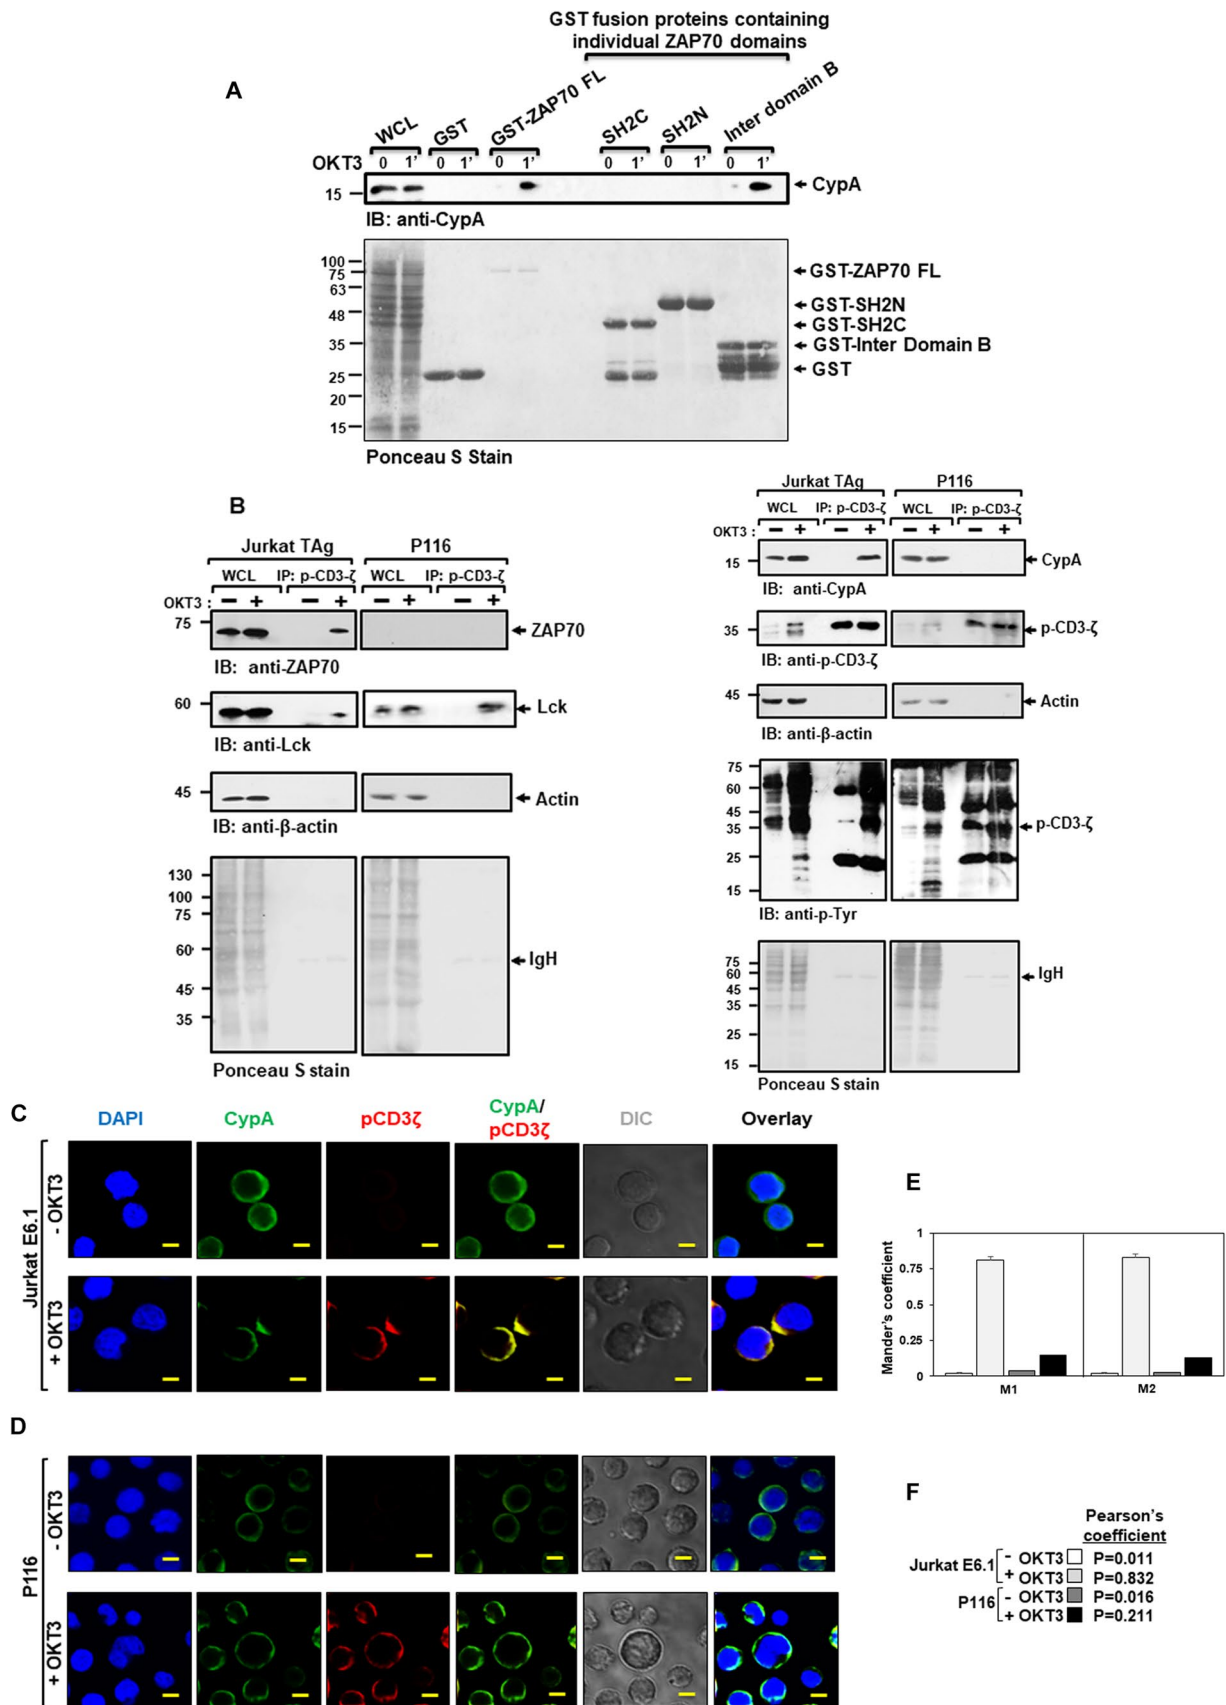 GST fusion proteins containing
individual ZAP70 domains
A
WCL GST GST-ZAP70 FL SH2C SH2N Inter domain B
OKT3 0 1' 0 1' 0 1' 0 1' 0 1' 0 1'
15 CypA
IB: anti-CypA
100
75
63
48
35
25
20
15
GST-ZAP70 FL
GST-SH2N
GST-SH2C
GST-Inter Domain B
GST
Ponceau S Stain
B
Jurkat TAg P116
WCL IP: p-CD3-ζ WCL IP: p-CD3-ζ
OKT3 : − + − + − + − +
75 ZAP70
IB: anti-ZAP70
60 Lck
IB: anti-Lck
45 Actin
IB: anti-β-actin
130
100
75
60
45
35
IgH
Ponceau S stain
Jurkat TAg P116
WCL IP: p-CD3-ζ WCL IP: p-CD3-ζ
OKT3 : − + − + − + − +
15 CypA
IB: anti-CypA
35 p-CD3-ζ
IB: anti-p-CD3-ζ
45 Actin
IB: anti-β-actin
75
60
45
35
25
15
p-CD3-ζ
IB: anti-p-Tyr
75
60
45
35
25
15
IgH
Ponceau S stain
C
DAPI CypA pCD3ζ CypA/ pCD3ζ DIC Overlay
Jurkat E6.1
- OKT3
+ OKT3
D
P116
- OKT3
+ OKT3
E
Mander's coefficient
1
0.75
0.5
0.25
0
M1 M2
F
Pearson's
coefficient
Jurkat E6.1
- OKT3 P=0.011
+ OKT3 P=0.832
P116
- OKT3 P=0.016
+ OKT3 P=0.211